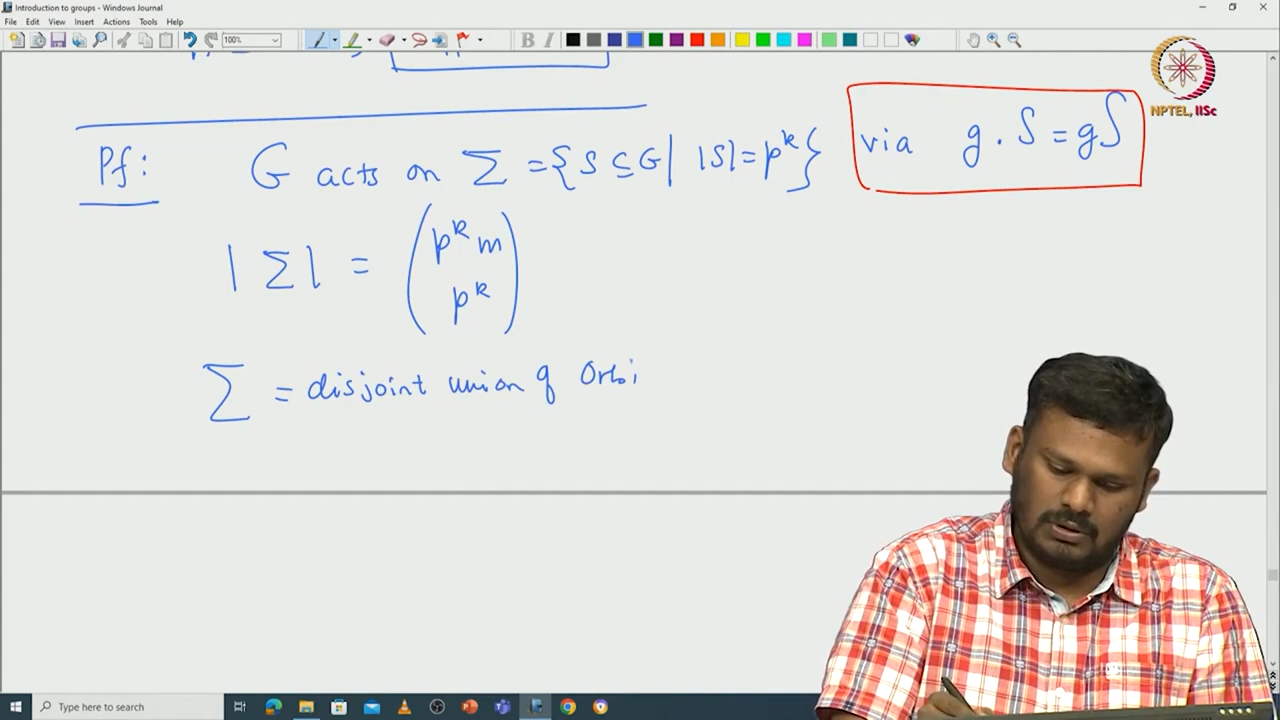 Introduction to groups - Windows Journal
File Edit View Insert Actions Tools Help
100%
B I
NPTEL, IISc
Pf: G acts on Σ = {S ⊆ G | |S| = p^k} via g . S = gS
|Σ| = (p^k m
p^k)
Σ = disjoint union of Orbi
Type here to search